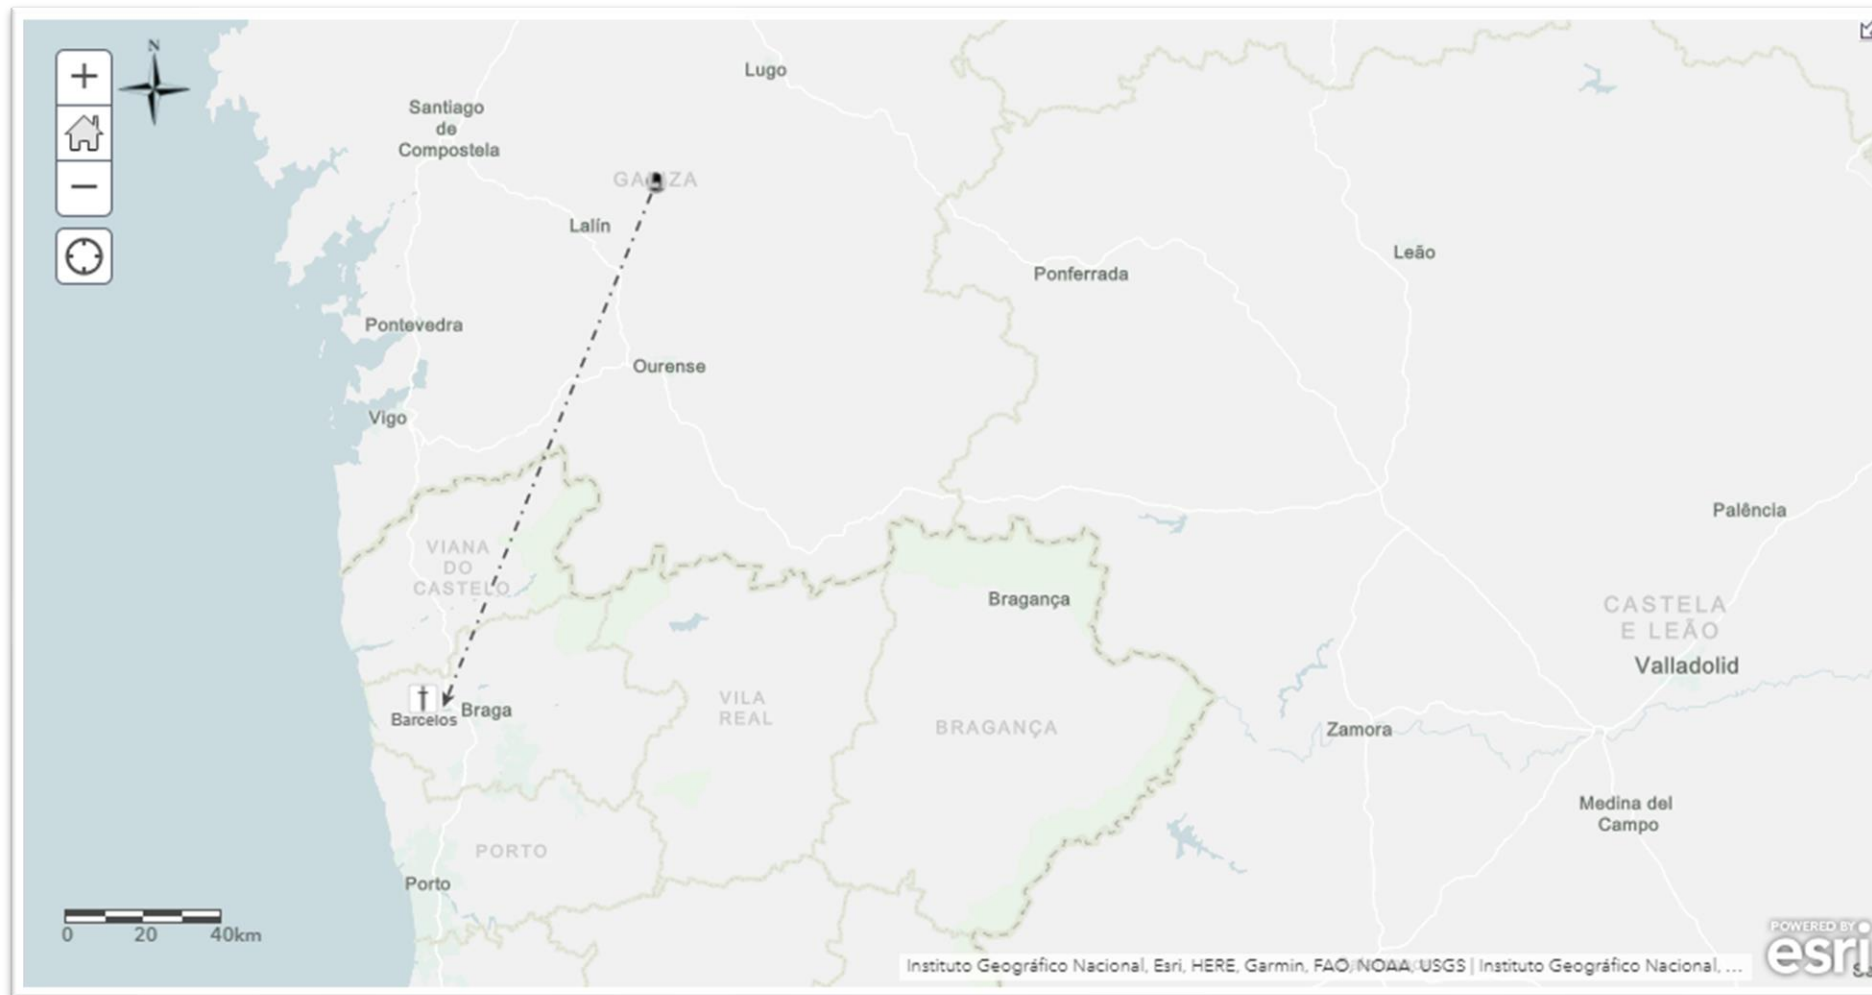 +
N
−
Lugo
Santiago
de
Compostela
GALIZA
Lalín
Leão
Ponferrada
Pontevedra
Ourense
Vigo
Palência
VIANA
DO
CASTELO
Bragança
CASTELA
E LEÃO
Valladolid
VILA
REAL
Barcelos
Braga
BRAGANÇA
Zamora
Medina del
Campo
PORTO
Porto
0 20 40km
POWERED BY
esri
Instituto Geográfico Nacional, Esri, HERE, Garmin, FAO, NOAA, USGS | Instituto Geográfico Nacional, ...